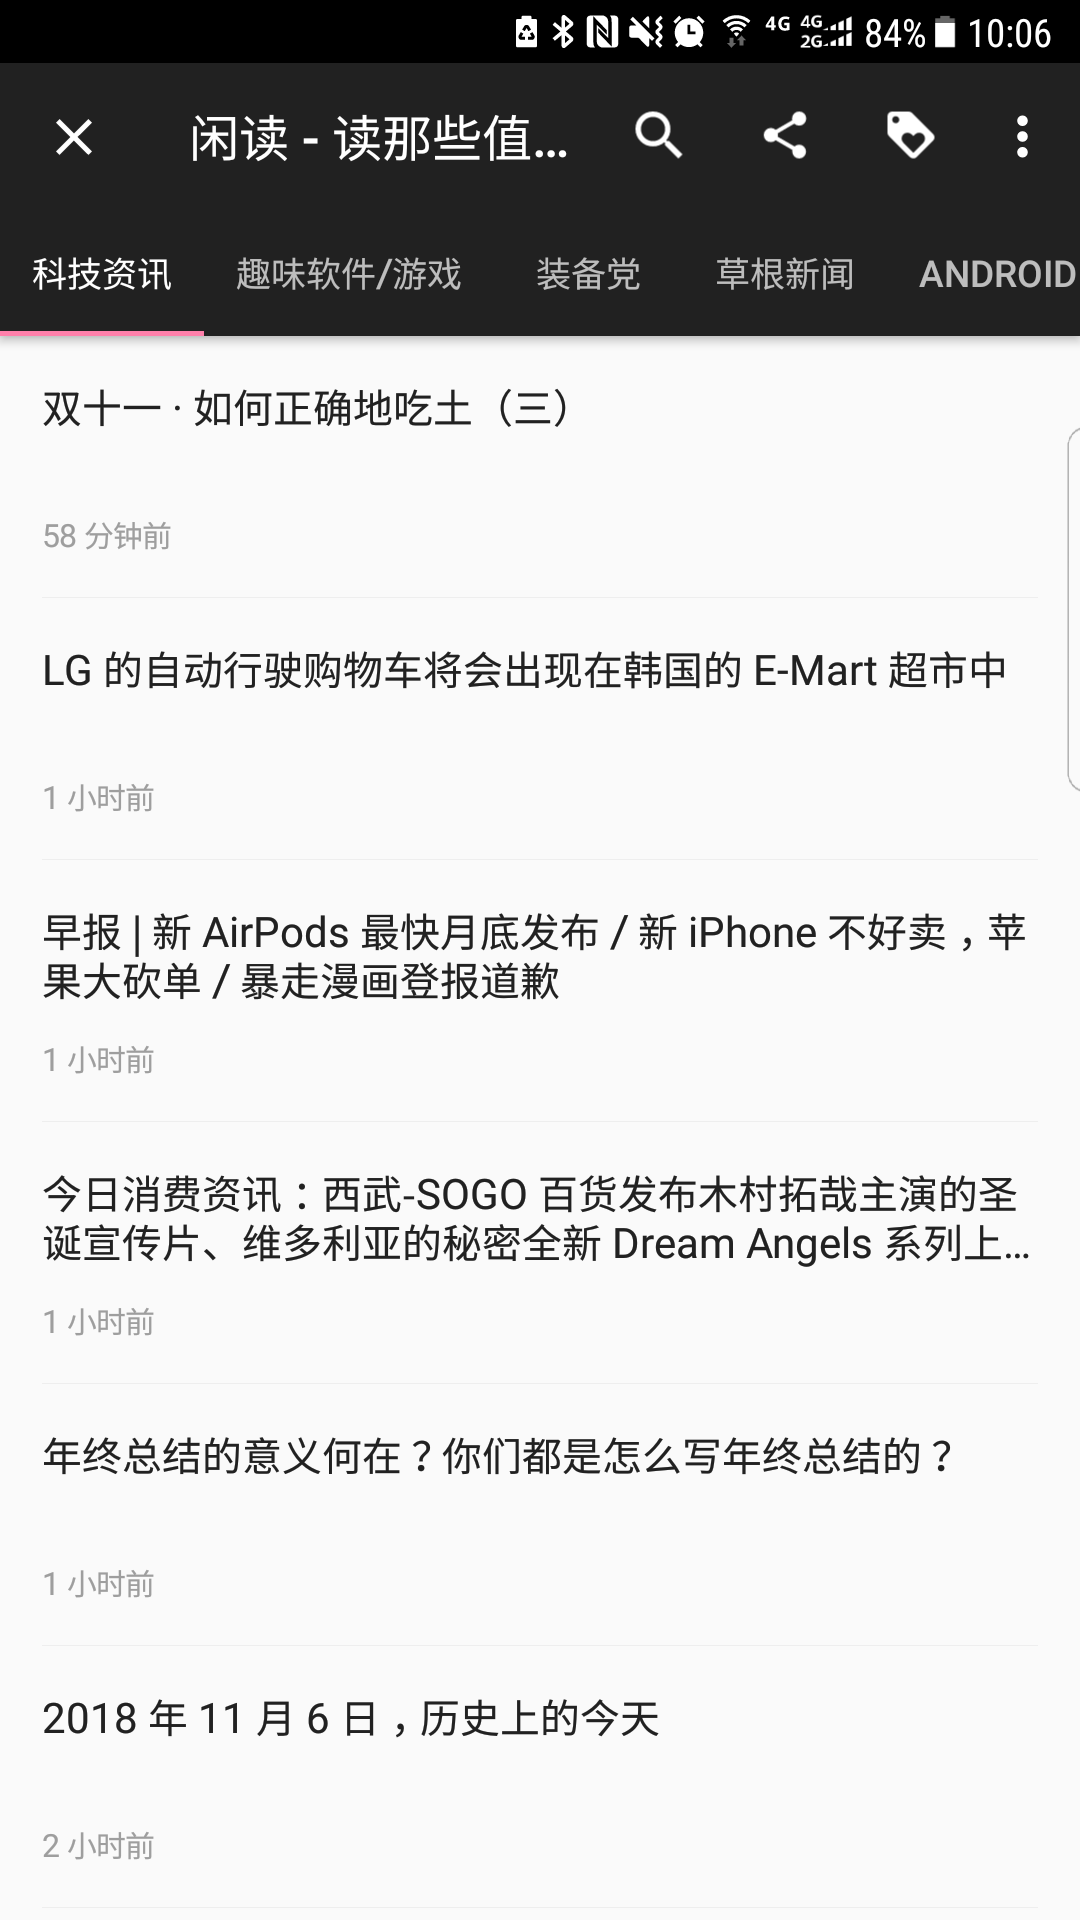 4G 4G 2G 84% 10:06
闲读 - 读那些值...
科技资讯 趣味软件/游戏 装备党 草根新闻 ANDROID
双十一 · 如何正确地吃土（三）
58 分钟前
LG 的自动行驶购物车将会出现在韩国的 E-Mart 超市中
1 小时前
早报 | 新 AirPods 最快月底发布 / 新 iPhone 不好卖，苹
果大砍单 / 暴走漫画登报道歉
1 小时前
今日消费资讯：西武-SOGO 百货发布木村拓哉主演的圣
诞宣传片、维多利亚的秘密全新 Dream Angels 系列上...
1 小时前
年终总结的意义何在？你们都是怎么写年终总结的？
1 小时前
2018 年 11 月 6 日，历史上的今天
2 小时前